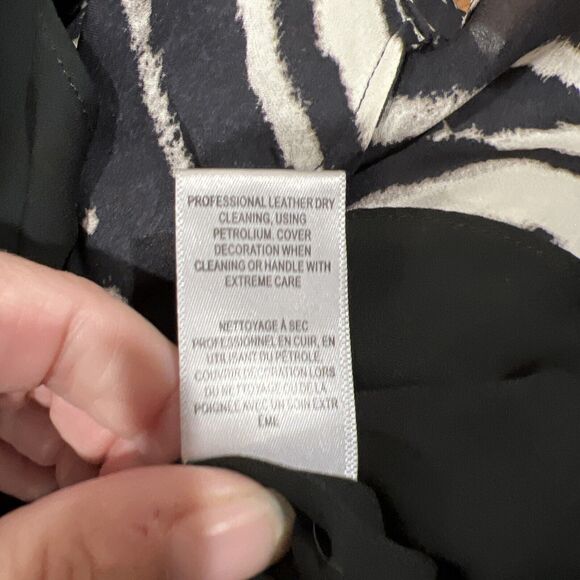 PROFESSIONAL LEATHER DRY
CLEANING, USING
PETROLIUM. COVER
DECORATION WHEN
CLEANING OR HANDLE WITH
EXTREME CARE
NETTOYAGE À SEC
PROFESSIONNEL EN CUIR, EN
UTILISANT DU PÉTROLE.
COUVRIR DÉCORATION LORS
DU NETTOYAGE OU DE LA
POIGNÉE AVEC UN SOIN EXTR
ÊME